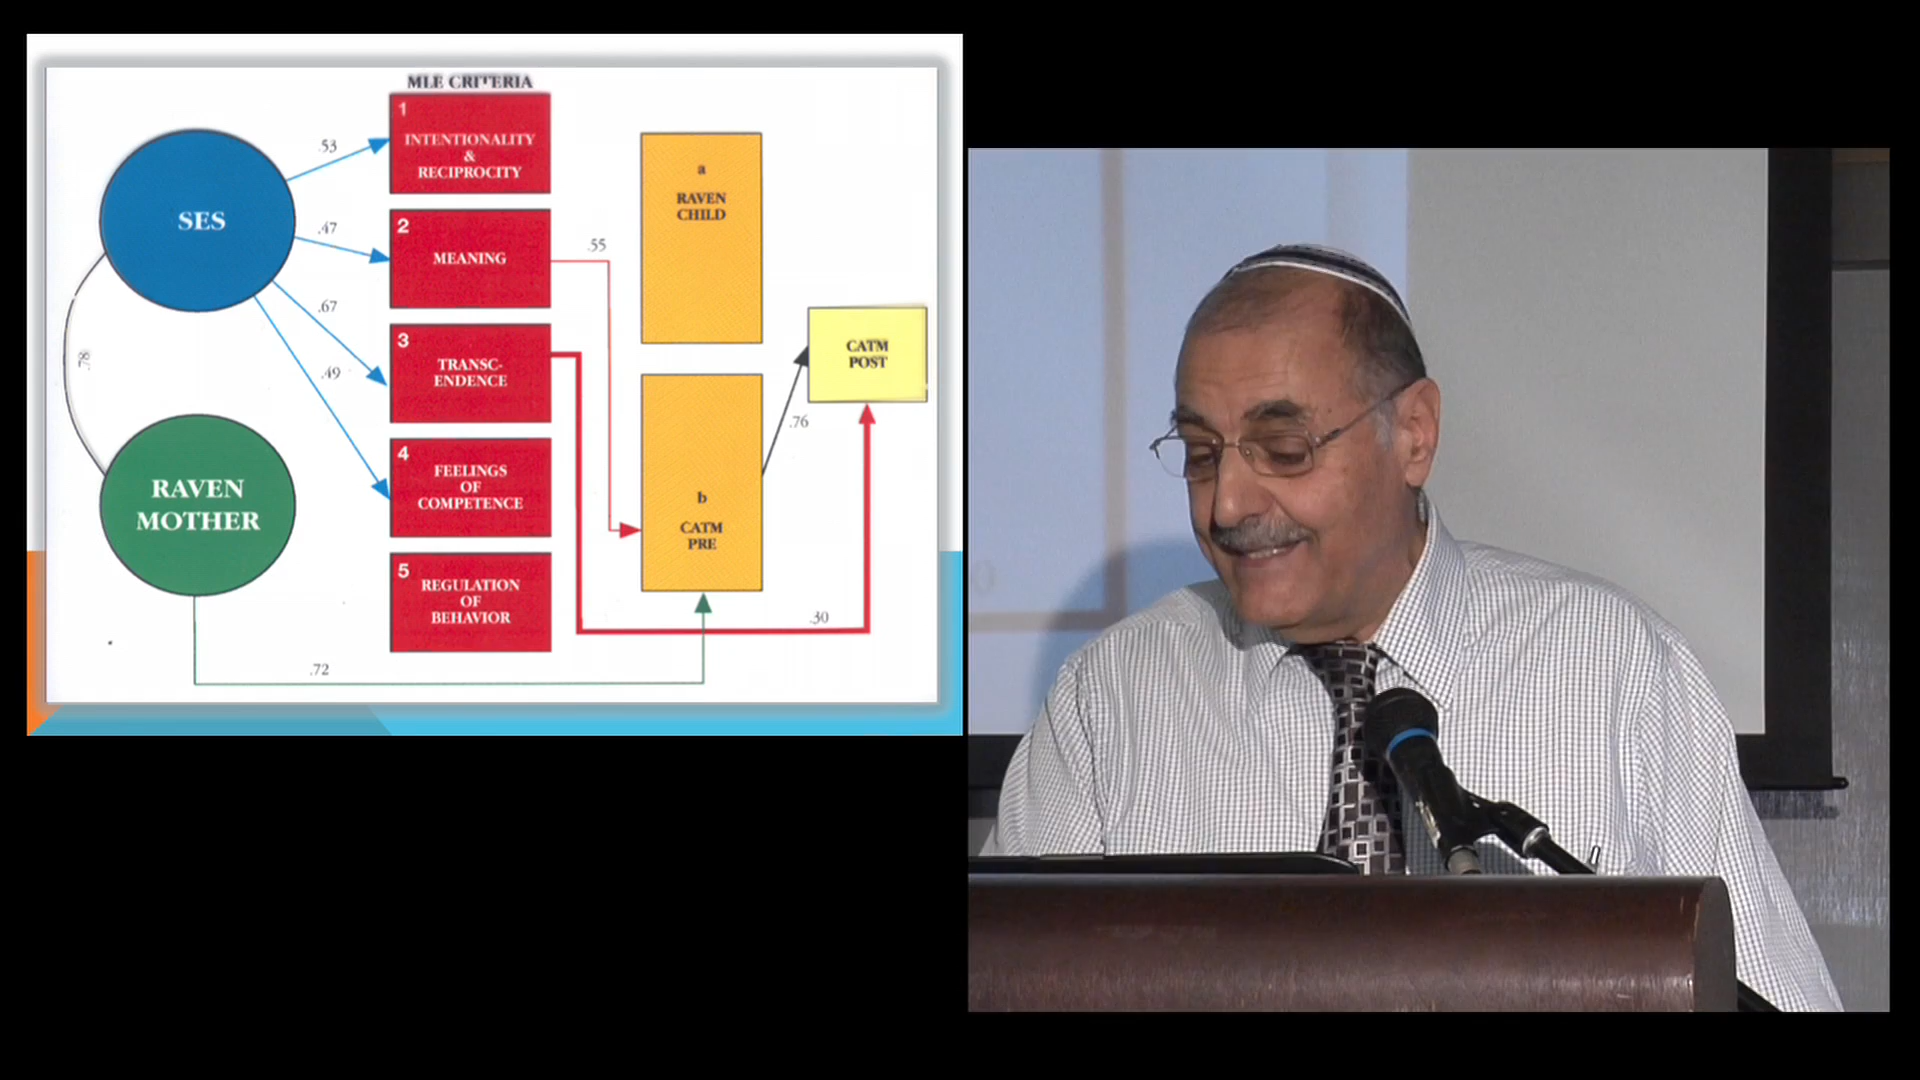 MLE CRITERIA
1
INTENTIONALITY
&
RECIPROCITY
2
MEANING
3
TRANSC-
ENDENCE
4
FEELINGS
OF
COMPETENCE
5
REGULATION
OF
BEHAVIOR
SES
RAVEN
MOTHER
.53
.47
.67
.49
.78
.55
a
RAVEN
CHILD
b
CATM
PRE
CATM
POST
.76
.30
.72